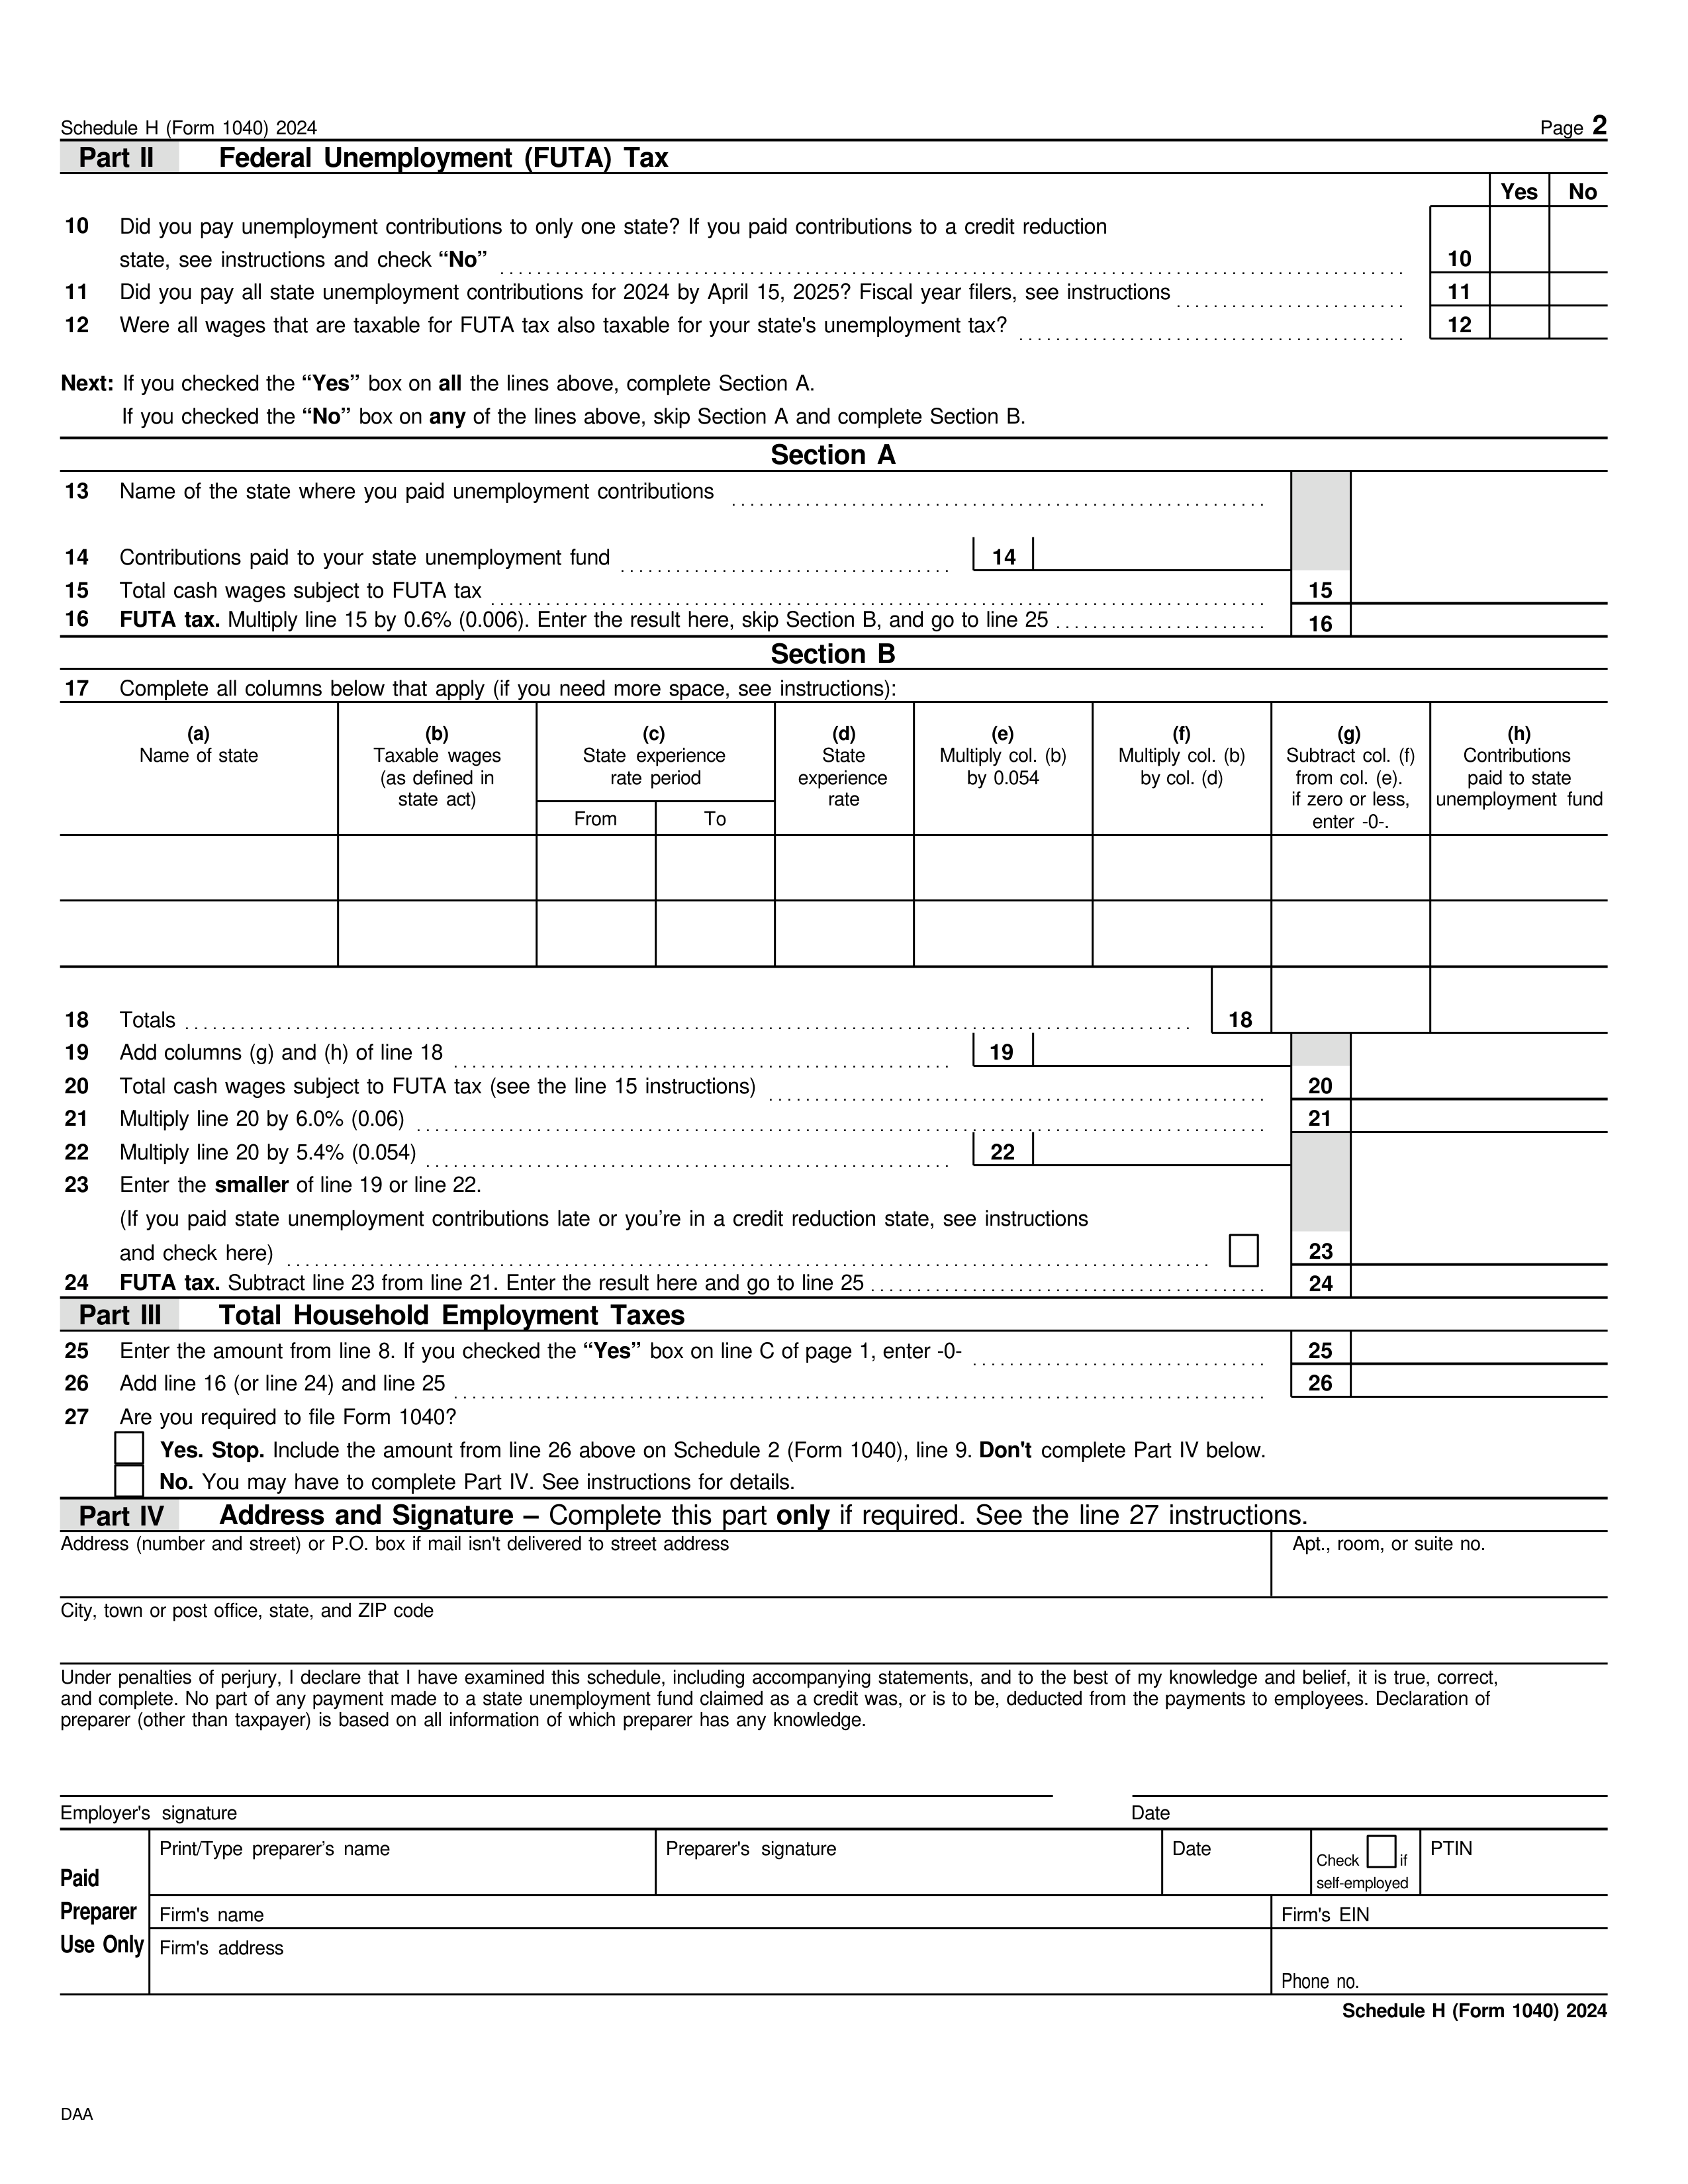 Schedule H (Form 1040) 2024 Page 2
Part II Federal Unemployment (FUTA) Tax
Yes No
10 Did you pay unemployment contributions to only one state? If you paid contributions to a credit reduction
state, see instructions and check “No” 10
11 Did you pay all state unemployment contributions for 2024 by April 15, 2025? Fiscal year filers, see instructions 11
12 Were all wages that are taxable for FUTA tax also taxable for your state's unemployment tax? 12
Next: If you checked the “Yes” box on all the lines above, complete Section A.
If you checked the “No” box on any of the lines above, skip Section A and complete Section B.
Section A
13 Name of the state where you paid unemployment contributions
14 Contributions paid to your state unemployment fund 14
15 Total cash wages subject to FUTA tax 15
16 FUTA tax. Multiply line 15 by 0.6% (0.006). Enter the result here, skip Section B, and go to line 25 16
Section B
17 Complete all columns below that apply (if you need more space, see instructions):
(a) (b) (c) (d) (e) (f) (g) (h)
Name of state Taxable wages State experience State Multiply col. (b) Multiply col. (b) Subtract col. (f) Contributions
(as defined in rate period experience by 0.054 by col. (d) from col. (e). paid to state
state act) rate if zero or less, unemployment fund
From To enter -0-.
18 Totals 18
19 Add columns (g) and (h) of line 18 19
20 Total cash wages subject to FUTA tax (see the line 15 instructions) 20
21 Multiply line 20 by 6.0% (0.06) 21
22 Multiply line 20 by 5.4% (0.054) 22
23 Enter the smaller of line 19 or line 22.
(If you paid state unemployment contributions late or you’re in a credit reduction state, see instructions
and check here) 23
24 FUTA tax. Subtract line 23 from line 21. Enter the result here and go to line 25 24
Part III Total Household Employment Taxes
25 Enter the amount from line 8. If you checked the “Yes” box on line C of page 1, enter -0- 25
26 Add line 16 (or line 24) and line 25 26
27 Are you required to file Form 1040?
Yes. Stop. Include the amount from line 26 above on Schedule 2 (Form 1040), line 9. Don't complete Part IV below.
No. You may have to complete Part IV. See instructions for details.
Part IV Address and Signature – Complete this part only if required. See the line 27 instructions.
Address (number and street) or P.O. box if mail isn't delivered to street address Apt., room, or suite no.
City, town or post office, state, and ZIP code
Under penalties of perjury, I declare that I have examined this schedule, including accompanying statements, and to the best of my knowledge and belief, it is true, correct,
and complete. No part of any payment made to a state unemployment fund claimed as a credit was, or is to be, deducted from the payments to employees. Declaration of
preparer (other than taxpayer) is based on all information of which preparer has any knowledge.
Employer's signature Date
Paid Preparer Use Only
Print/Type preparer’s name Preparer's signature Date Check if self-employed PTIN
Firm's name Firm's EIN
Firm's address
Phone no.
Schedule H (Form 1040) 2024
DAA